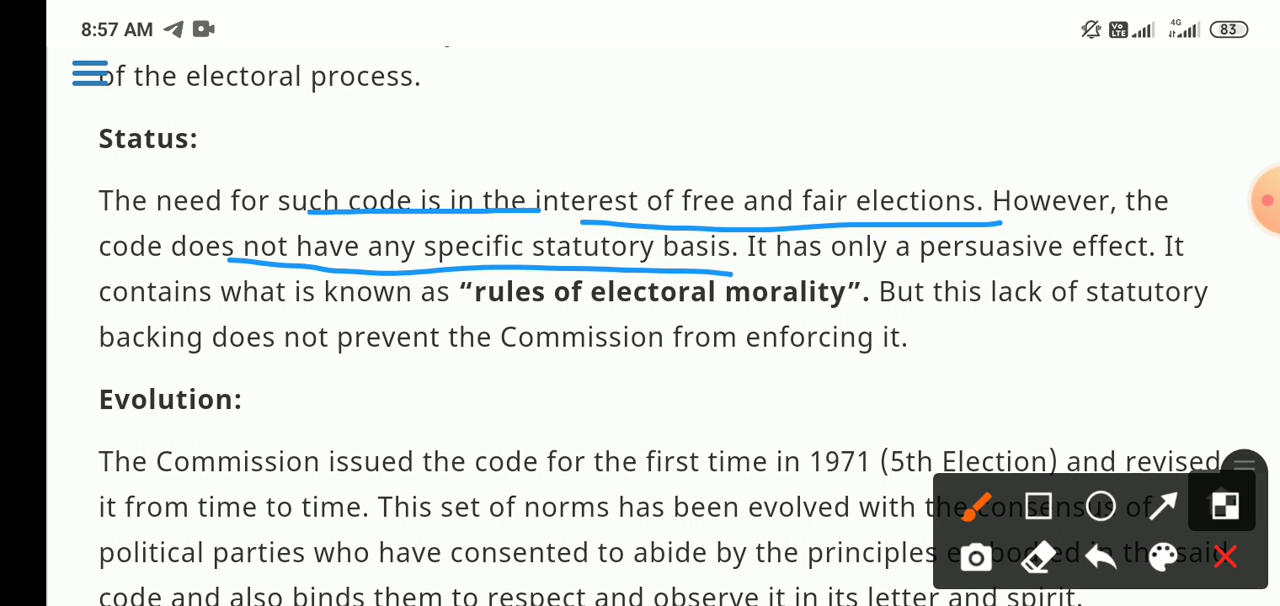 8:57 AM
Vo LTE 4G 83
of the electoral process.
Status:
The need for such code is in the interest of free and fair elections. However, the
code does not have any specific statutory basis. It has only a persuasive effect. It
contains what is known as “rules of electoral morality”. But this lack of statutory
backing does not prevent the Commission from enforcing it.
Evolution:
The Commission issued the code for the first time in 1971 (5th Election) and revised
it from time to time. This set of norms has been evolved with the consensus of
political parties who have consented to abide by the principles embodied in the said
code and also binds them to respect and observe it in its letter and spirit.